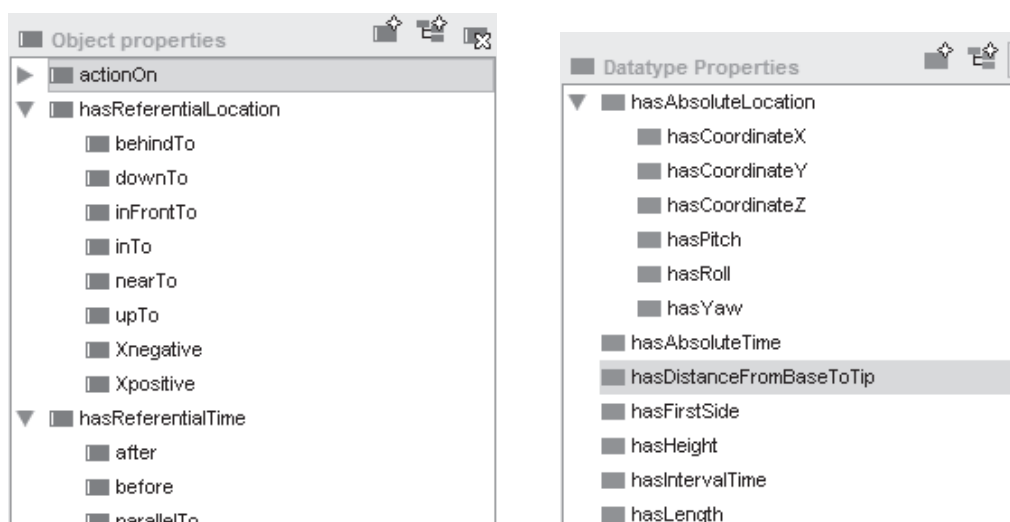 Object properties
actionOn
hasReferentialLocation
behindTo
downTo
inFrontTo
inTo
nearTo
upTo
Xnegative
Xpositive
hasReferentialTime
after
before
parallelTo
Datatype Properties
hasAbsoluteLocation
hasCoordinateX
hasCoordinateY
hasCoordinateZ
hasPitch
hasRoll
hasYaw
hasAbsoluteTime
hasDistanceFromBaseToTip
hasFirstSide
hasHeight
hasIntervalTime
hasLength